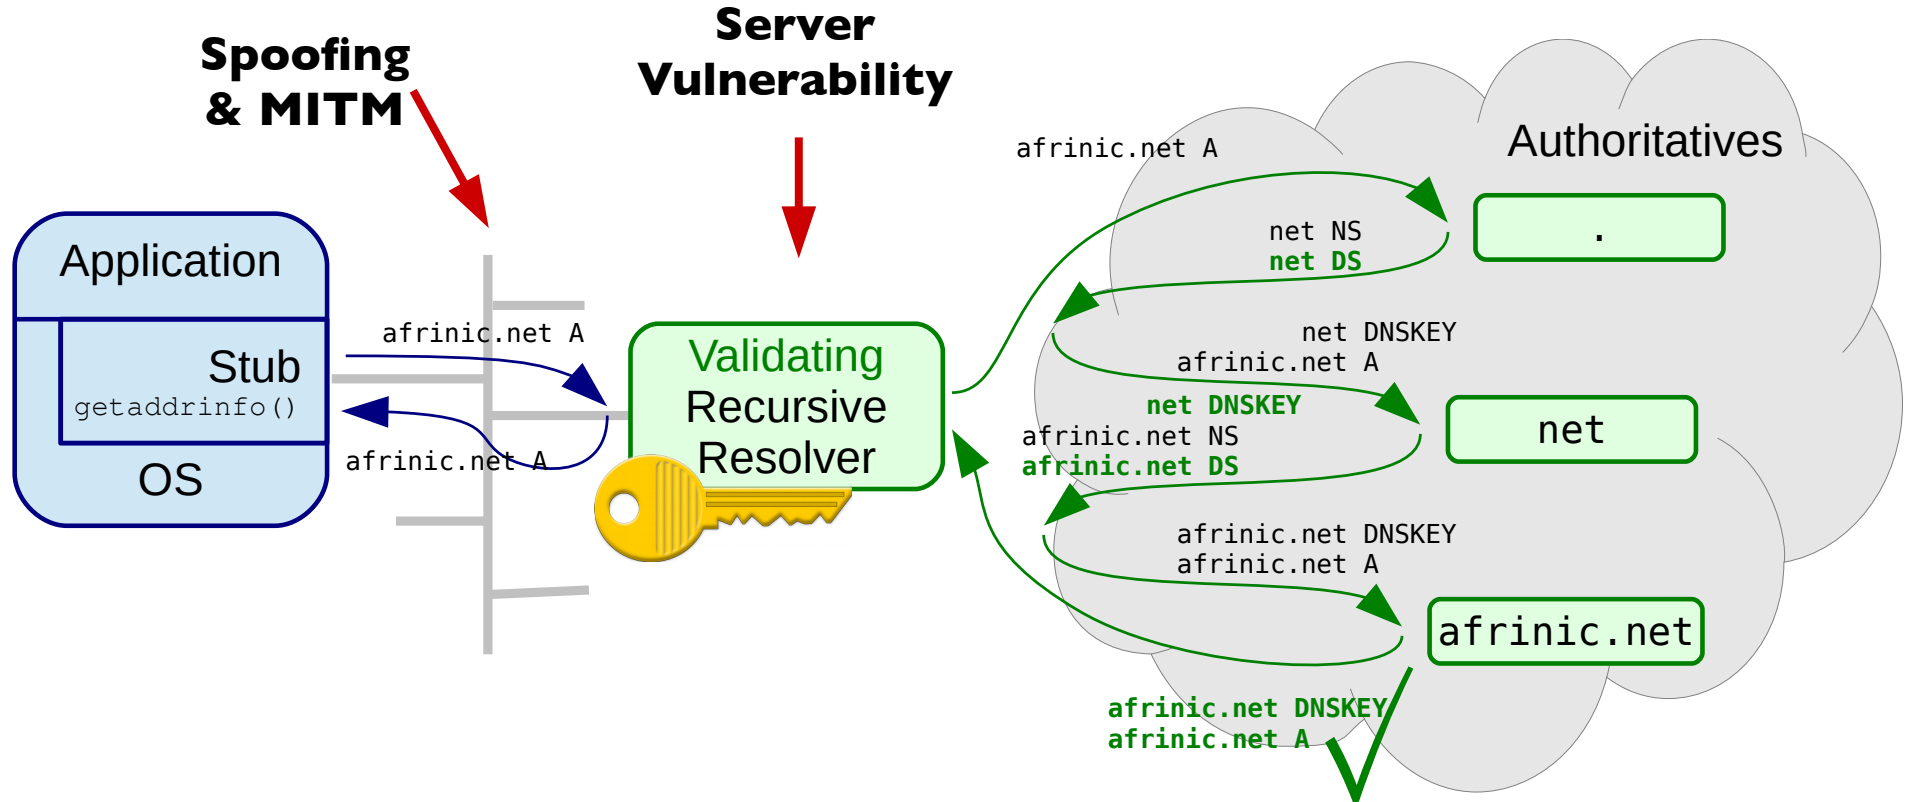 Spoofing
& MITM
Server
Vulnerability
Application
Stub
getaddrinfo()
OS
afrinic.net A
afrinic.net A
Validating
Recursive
Resolver
Authoritatives
afrinic.net A
.
net NS
net DS
net DNSKEY
afrinic.net A
net
net DNSKEY
afrinic.net NS
afrinic.net DS
afrinic.net DNSKEY
afrinic.net A
afrinic.net
afrinic.net DNSKEY
afrinic.net A